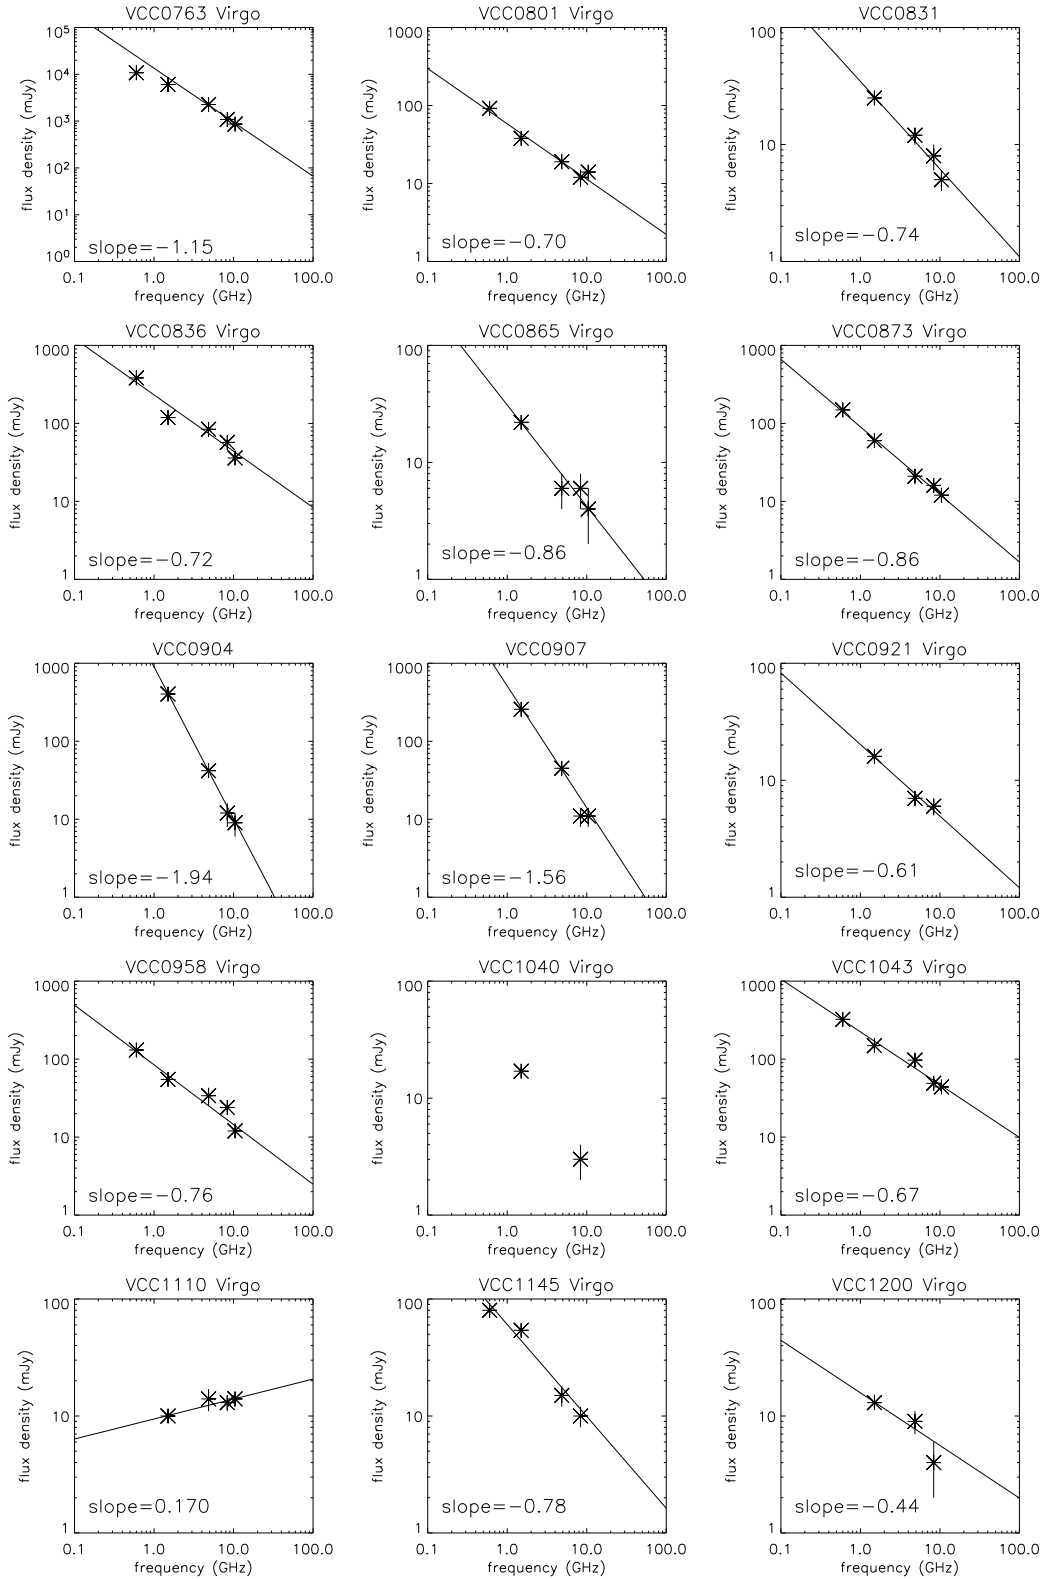 VCC0763 Virgo
10⁵
10⁴
10³
10²
10¹
10⁰
flux density (mJy)
slope=−1.15
0.1 1.0 10.0 100.0
frequency (GHz)
VCC0801 Virgo
1000
100
10
1
flux density (mJy)
slope=−0.70
0.1 1.0 10.0 100.0
frequency (GHz)
VCC0831
100
10
1
flux density (mJy)
slope=−0.74
0.1 1.0 10.0 100.0
frequency (GHz)
VCC0836 Virgo
1000
100
10
1
flux density (mJy)
slope=−0.72
0.1 1.0 10.0 100.0
frequency (GHz)
VCC0865 Virgo
100
10
1
flux density (mJy)
slope=−0.86
0.1 1.0 10.0 100.0
frequency (GHz)
VCC0873 Virgo
1000
100
10
1
flux density (mJy)
slope=−0.86
0.1 1.0 10.0 100.0
frequency (GHz)
VCC0904
1000
100
10
1
flux density (mJy)
slope=−1.94
0.1 1.0 10.0 100.0
frequency (GHz)
VCC0907
1000
100
10
1
flux density (mJy)
slope=−1.56
0.1 1.0 10.0 100.0
frequency (GHz)
VCC0921 Virgo
100
10
1
flux density (mJy)
slope=−0.61
0.1 1.0 10.0 100.0
frequency (GHz)
VCC0958 Virgo
1000
100
10
1
flux density (mJy)
slope=−0.76
0.1 1.0 10.0 100.0
frequency (GHz)
VCC1040 Virgo
100
10
1
flux density (mJy)
0.1 1.0 10.0 100.0
frequency (GHz)
VCC1043 Virgo
1000
100
10
1
flux density (mJy)
slope=−0.67
0.1 1.0 10.0 100.0
frequency (GHz)
VCC1110 Virgo
100
10
1
flux density (mJy)
slope=0.170
0.1 1.0 10.0 100.0
frequency (GHz)
VCC1145 Virgo
100
10
1
flux density (mJy)
slope=−0.78
0.1 1.0 10.0 100.0
frequency (GHz)
VCC1200 Virgo
100
10
1
flux density (mJy)
slope=−0.44
0.1 1.0 10.0 100.0
frequency (GHz)